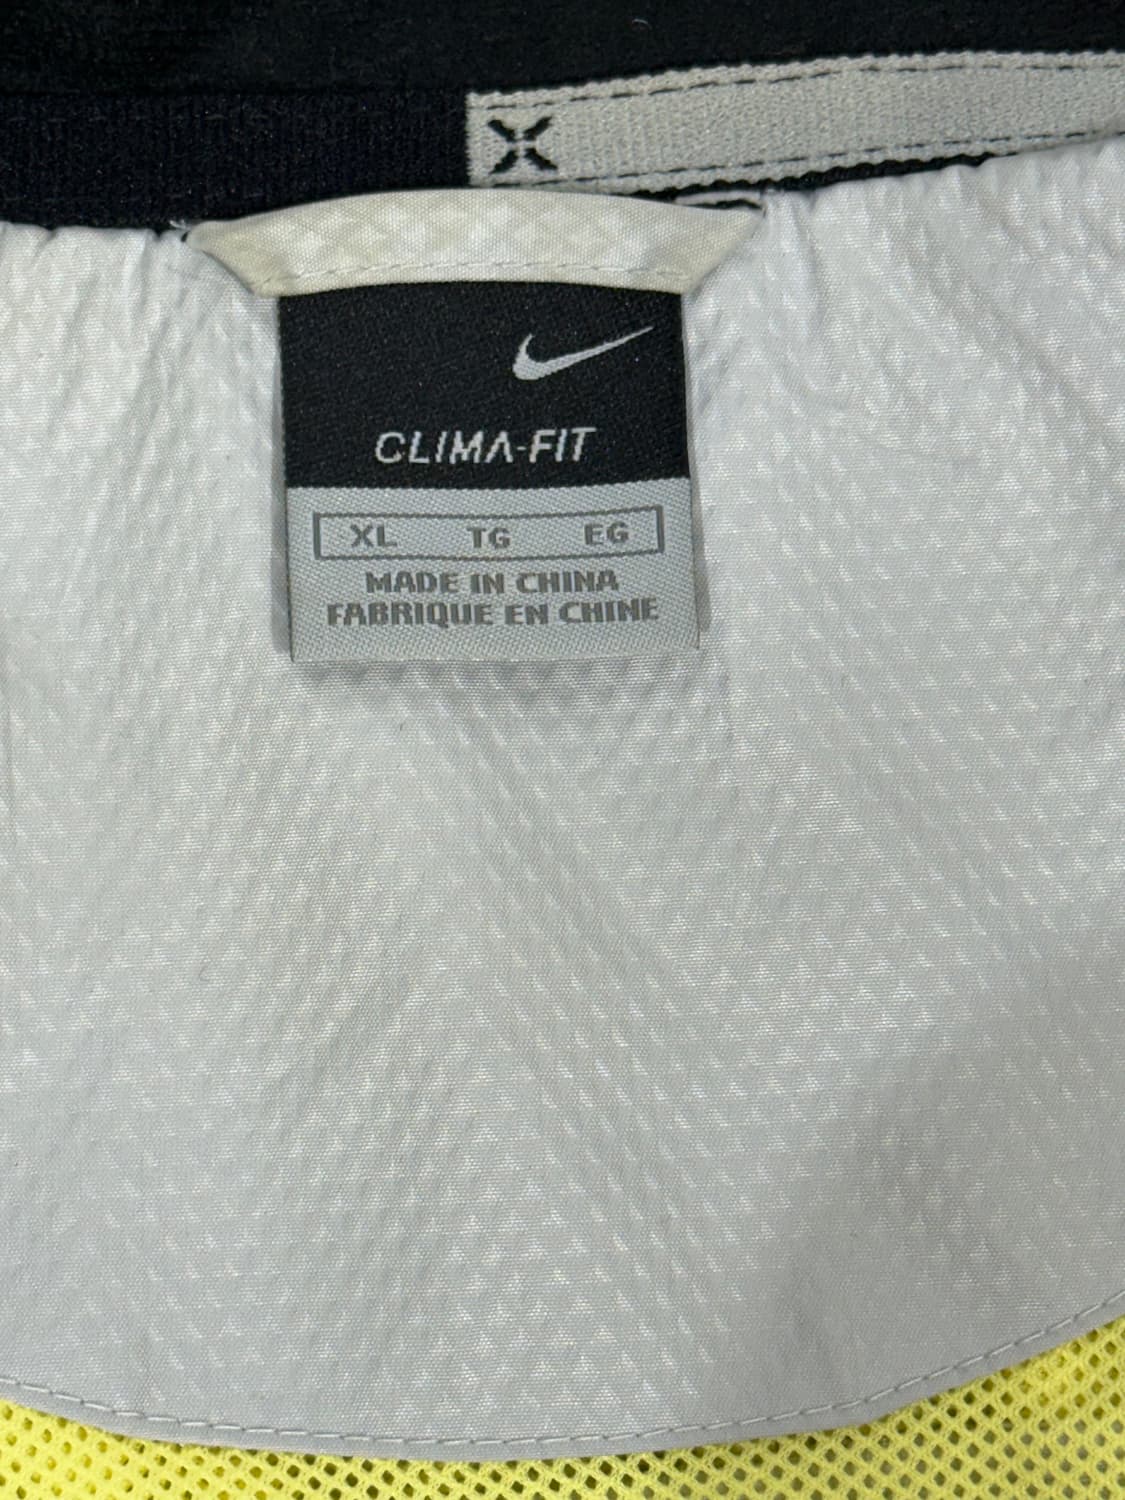 CLIMA-FIT
XL TG EG
MADE IN CHINA
FABRIQUE EN CHINE